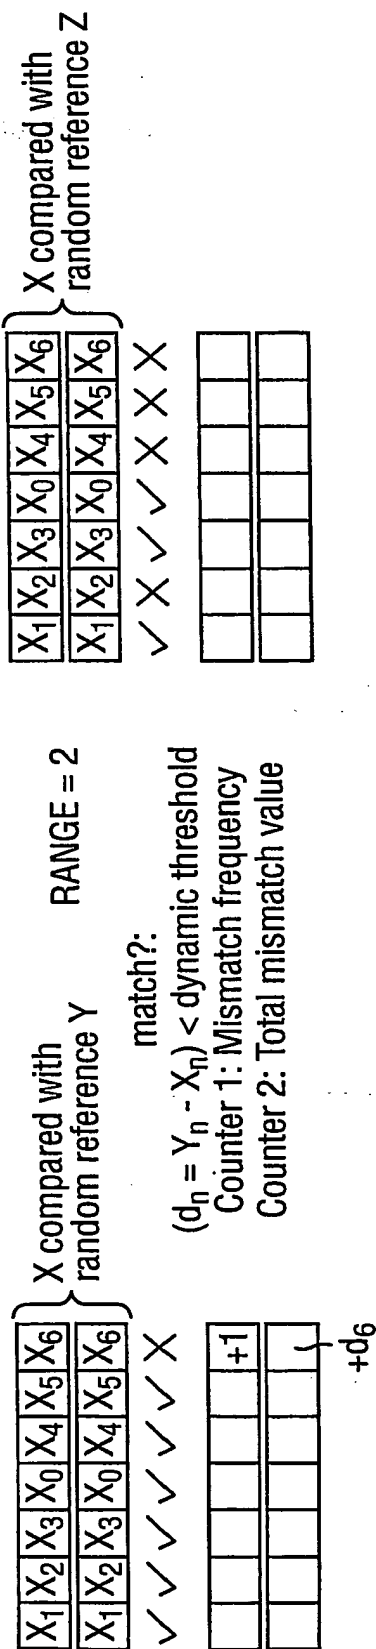 X₁ X₂ X₃ X₀ X₄ X₅ X₆
X₁ X₂ X₃ X₀ X₄ X₅ X₆
X compared with
random reference Y
✓ ✓ ✓ ✓ ✓ ✓ X
+1
+d₆
RANGE = 2
match?:
(dₙ = Yₙ - Xₙ) < dynamic threshold
Counter 1: Mismatch frequency
Counter 2: Total mismatch value
X₁ X₂ X₃ X₀ X₄ X₅ X₆
X₁ X₂ X₃ X₀ X₄ X₅ X₆
X compared with
random reference Z
✓ X ✓ ✓ X X X